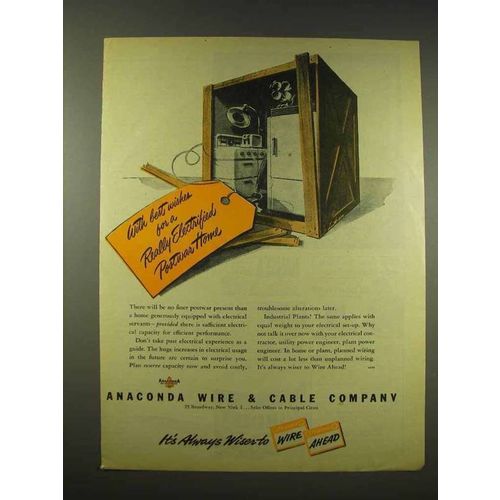 With best wishes
for a
Really Electrified
Postwar Home
There will be no finer postwar present than
a home generously equipped with electrical
servants—provided there is sufficient electri-
cal capacity for efficient performance.
Don't take past electrical experience as a
guide. The huge increases in electrical usage
in the future are certain to surprise you.
Plan reserve capacity now and avoid costly,
troublesome alterations later.
Industrial Plants! The same applies with
equal weight to your electrical set-up. Why
not talk it over now with your electrical con-
tractor, utility power engineer, plant power
engineer. In home or plant, planned wiring
will cost a lot less than unplanned wiring.
It's always wiser to Wire Ahead!
ANACONDA
ANACONDA WIRE & CABLE COMPANY
25 Broadway, New York 4 . . . Sales Offices in Principal Cities
It's Always Wiser to
WIRE
AHEAD